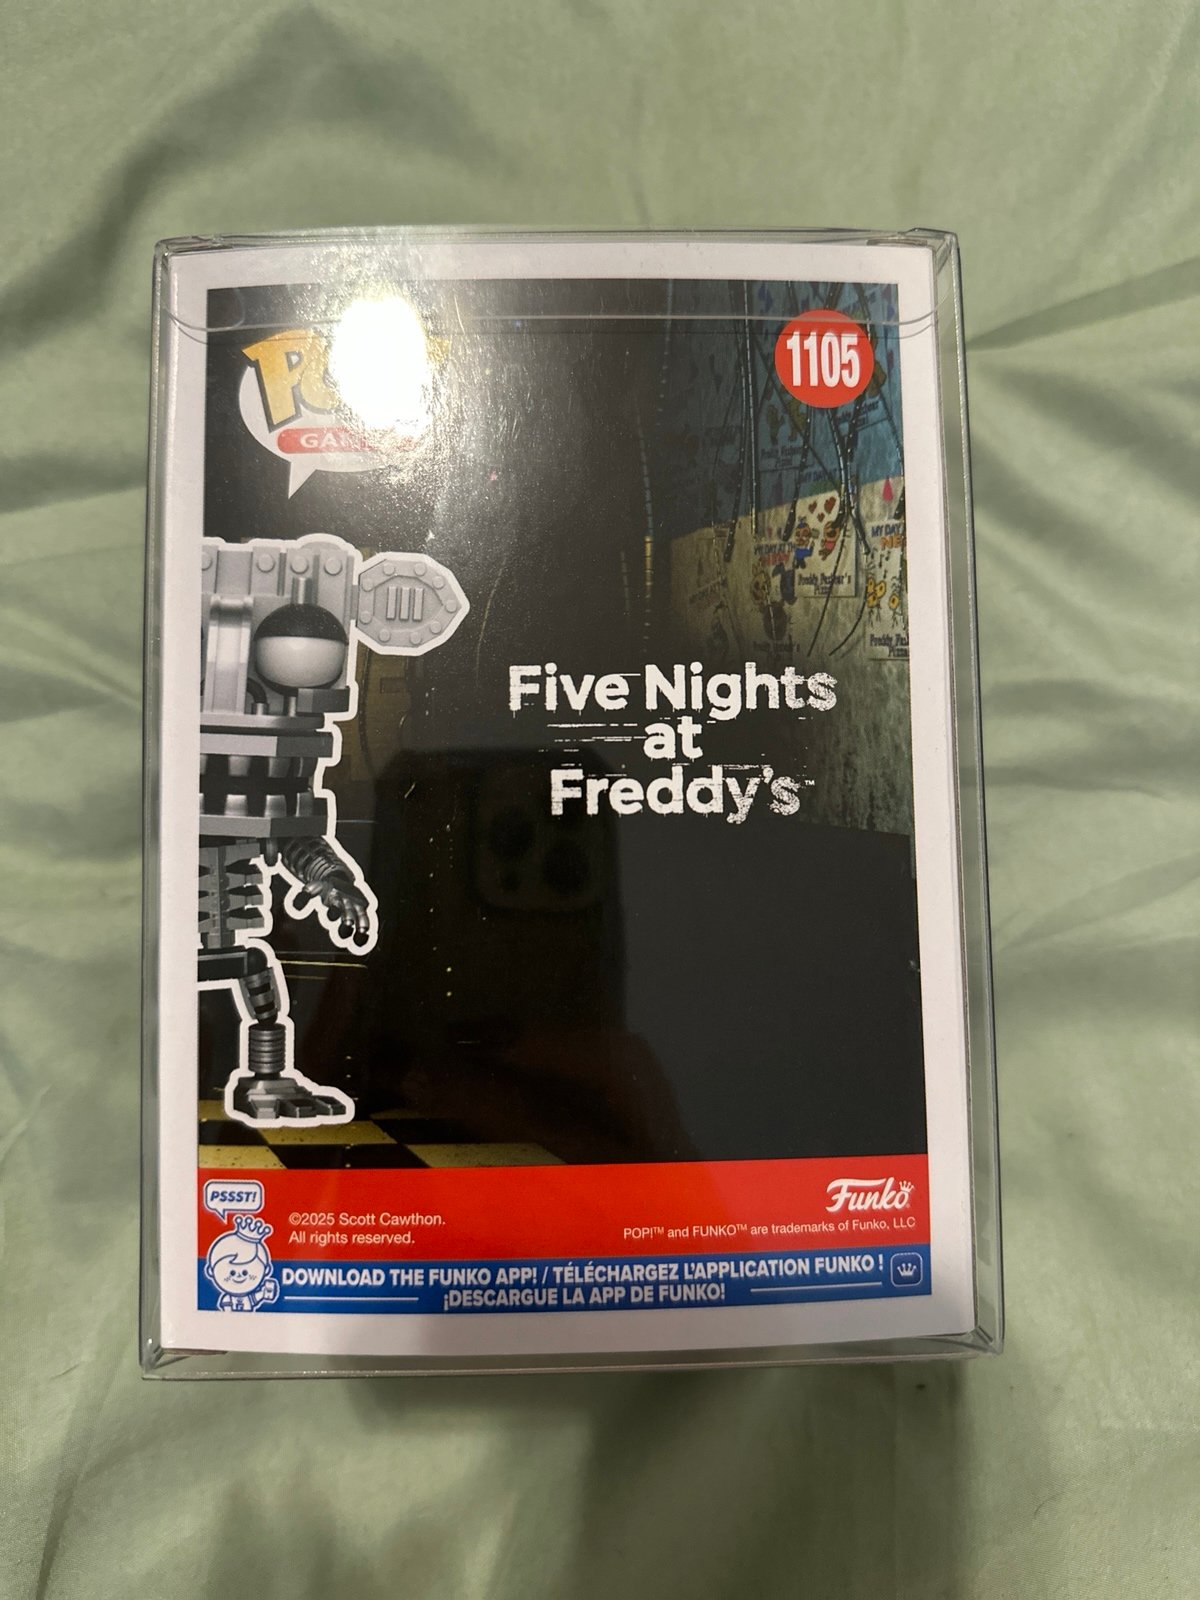 1105
Five Nights
at
Freddy's™
PSSST!
©2025 Scott Cawthon.
All rights reserved.
Funko
POP!™ and FUNKO™ are trademarks of Funko, LLC
DOWNLOAD THE FUNKO APP! / TÉLÉCHARGEZ L'APPLICATION FUNKO !
¡DESCARGUE LA APP DE FUNKO!